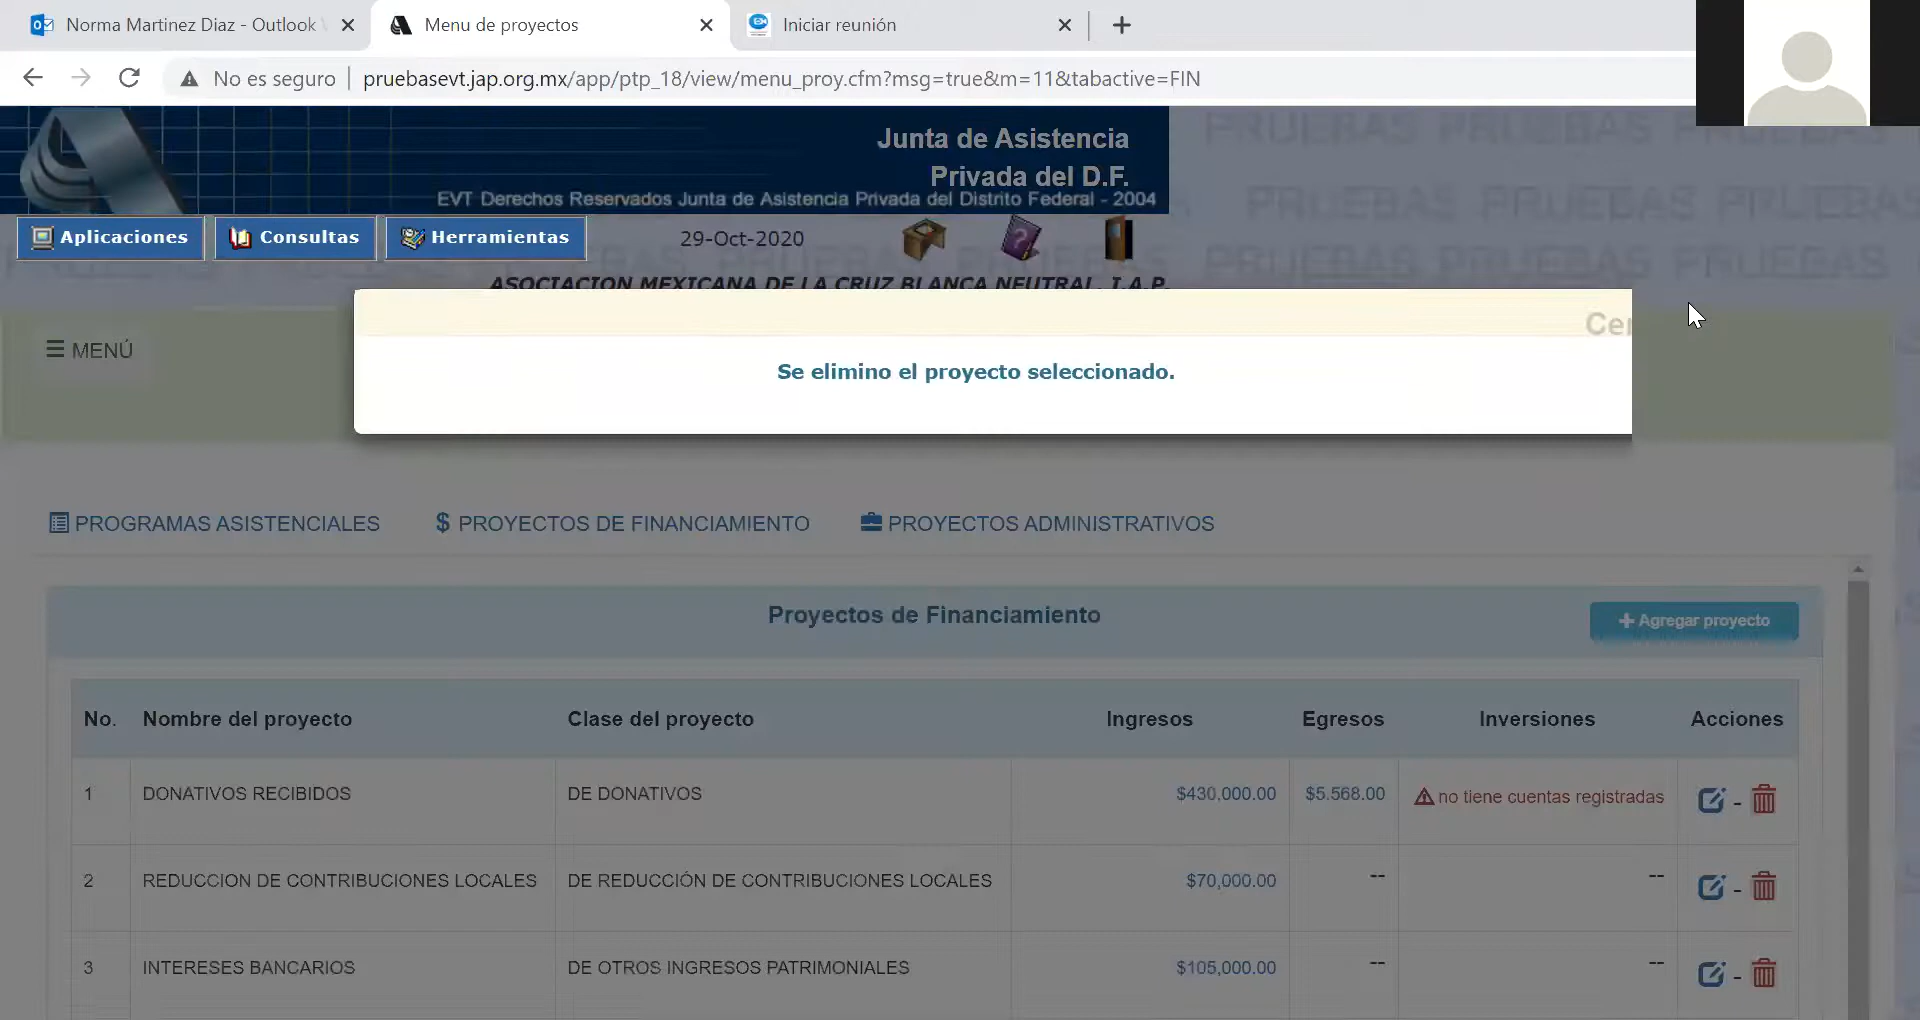 Norma Martinez Diaz - Outlook
Menu de proyectos
Iniciar reunión
No es seguro
pruebasevt.jap.org.mx/app/ptp_18/view/menu_proy.cfm?msg=true&m=11&tabactive=FIN
Junta de Asistencia
Privada del D.F.
EVT Derechos Reservados Junta de Asistencia Privada del Distrito Federal - 2004
PRUEBAS PRUEBAS
PRUEBAS PRUEBAS PRUEBAS
Aplicaciones
Consultas
Herramientas
29-Oct-2020
ASOCIACION MEXICANA DE LA CRUZ BLANCA NEUTRAL, I.A.P.
MENÚ
Cer
Se elimino el proyecto seleccionado.
PROGRAMAS ASISTENCIALES
$ PROYECTOS DE FINANCIAMIENTO
PROYECTOS ADMINISTRATIVOS
Proyectos de Financiamiento
+ Agregar proyecto
No. Nombre del proyecto Clase del proyecto Ingresos Egresos Inversiones Acciones
1 DONATIVOS RECIBIDOS DE DONATIVOS $430,000.00 $5.568.00 no tiene cuentas registradas -
2 REDUCCION DE CONTRIBUCIONES LOCALES DE REDUCCIÓN DE CONTRIBUCIONES LOCALES $70,000.00 -- -- -
3 INTERESES BANCARIOS DE OTROS INGRESOS PATRIMONIALES $105,000.00 -- -- -